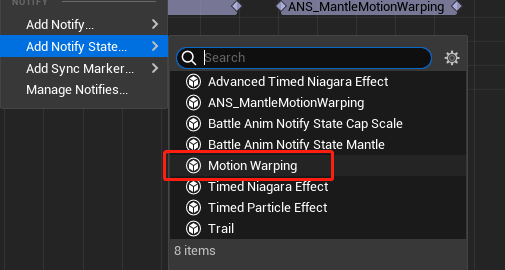 NOTIFY
ANS_MantleMotionWarping
Add Notify...
Add Notify State...
Add Sync Marker...
Manage Notifies...
Search
Advanced Timed Niagara Effect
ANS_MantleMotionWarping
Battle Anim Notify State Cap Scale
Battle Anim Notify State Mantle
Motion Warping
Timed Niagara Effect
Timed Particle Effect
Trail
8 items